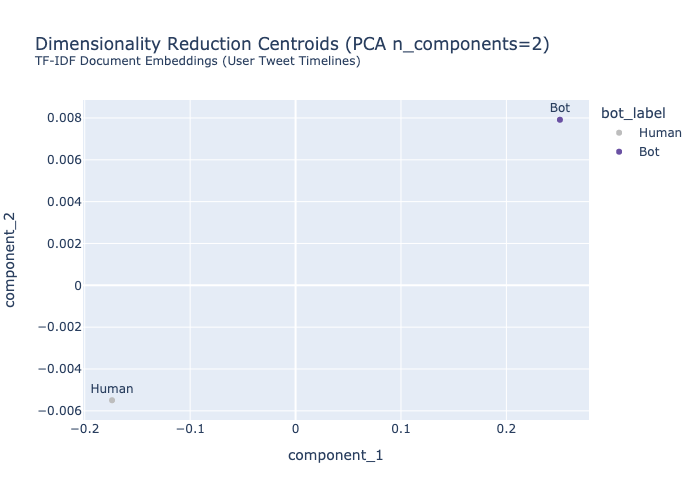 Dimensionality Reduction Centroids (PCA n_components=2)
TF-IDF Document Embeddings (User Tweet Timelines)
Bot
bot_label
Human
Bot
0.008
0.006
0.004
0.002
0
−0.002
−0.004
−0.006
component_2
Human
−0.2
−0.1
0
0.1
0.2
component_1